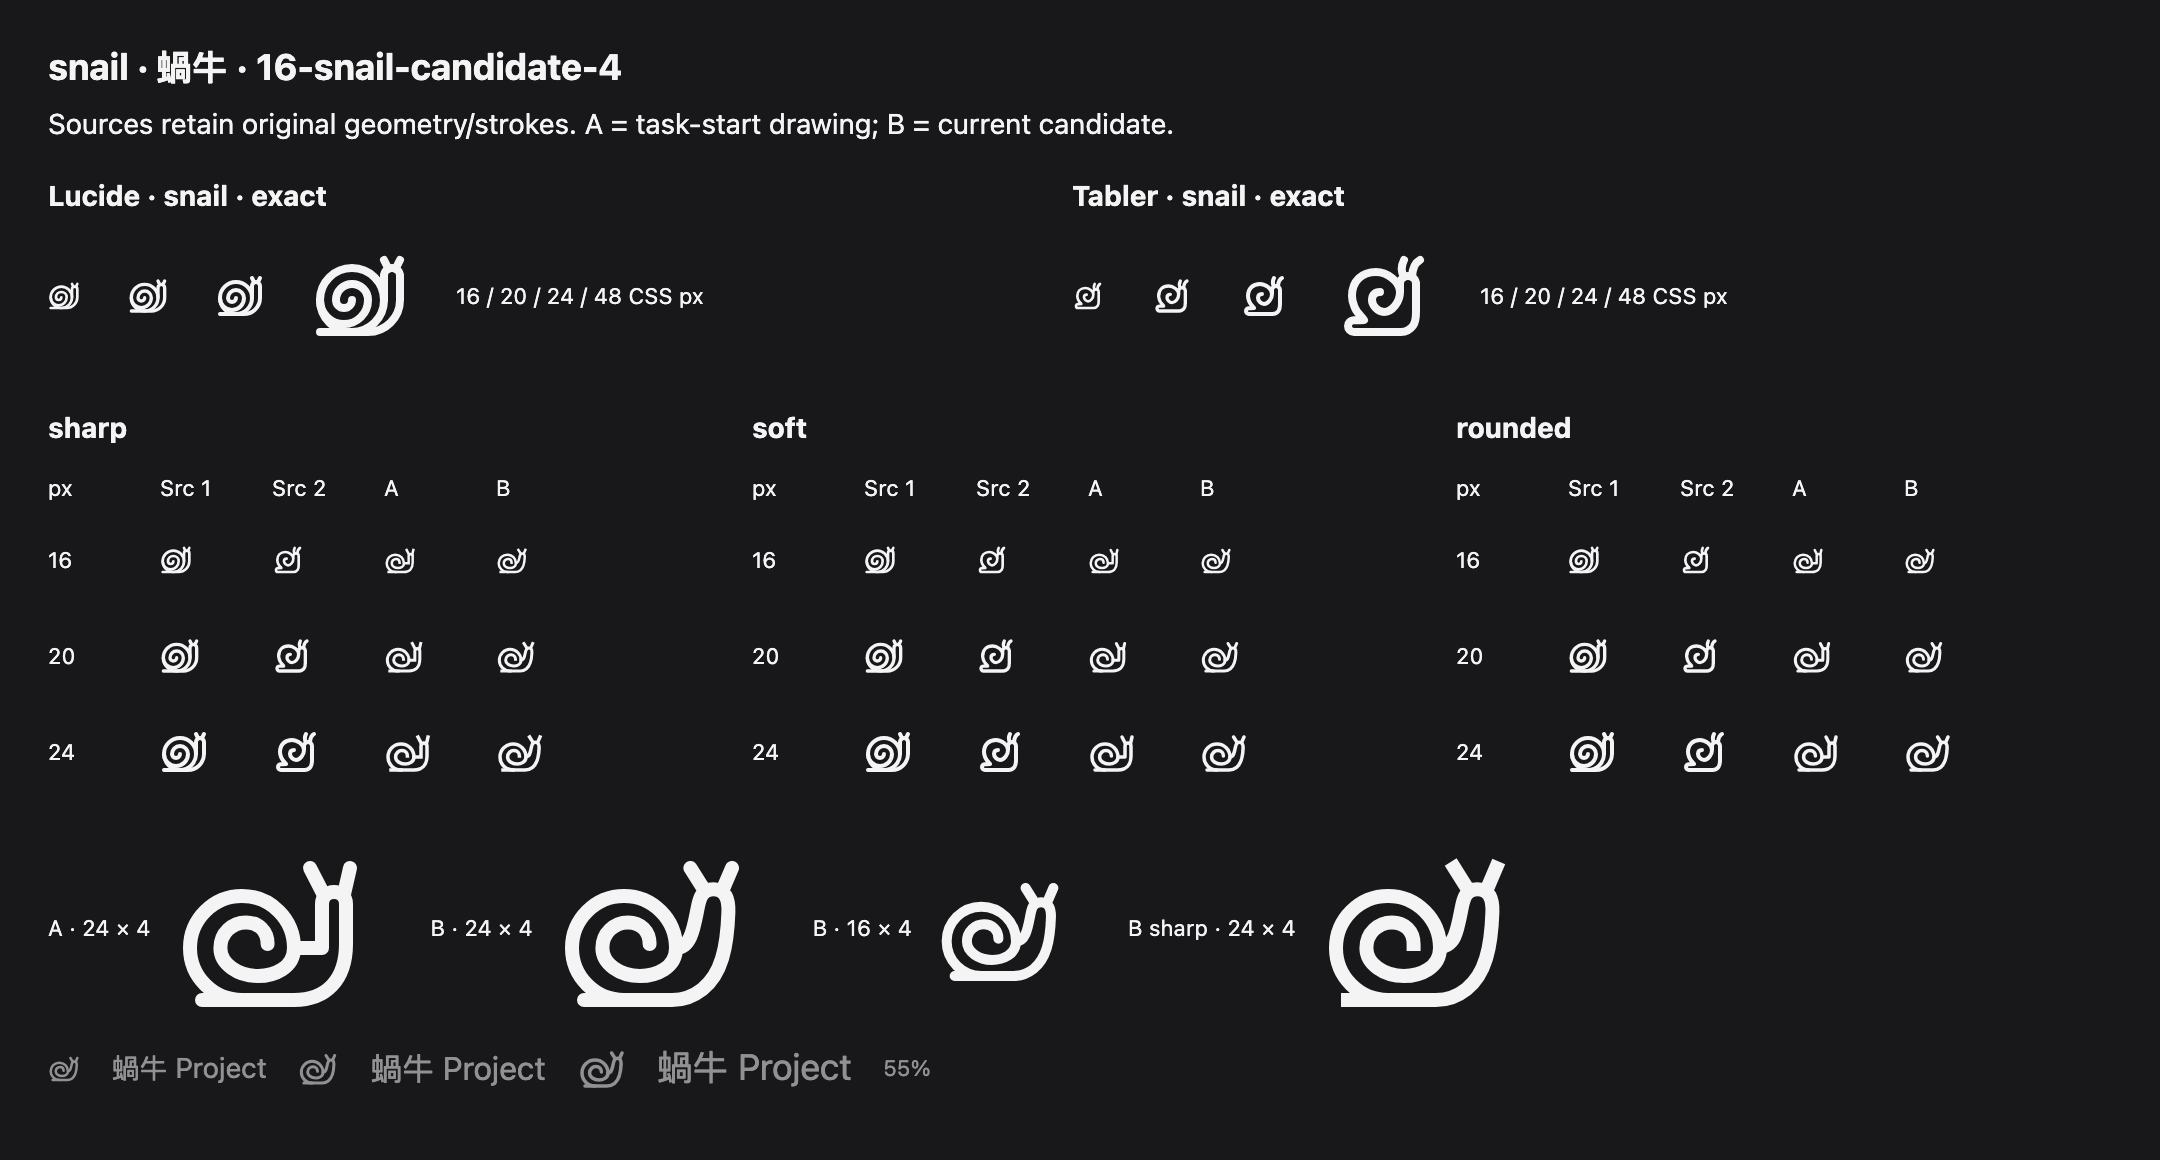 snail · 蝸牛 · 16-snail-candidate-4
Sources retain original geometry/strokes. A = task-start drawing; B = current candidate.
Lucide · snail · exact
Tabler · snail · exact
16 / 20 / 24 / 48 CSS px
16 / 20 / 24 / 48 CSS px
sharp
soft
rounded
px Src 1 Src 2 A B
px Src 1 Src 2 A B
px Src 1 Src 2 A B
16
16
16
20
20
20
24
24
24
A · 24 × 4
B · 24 × 4
B · 16 × 4
B sharp · 24 × 4
蝸牛 Project
蝸牛 Project
蝸牛 Project
55%